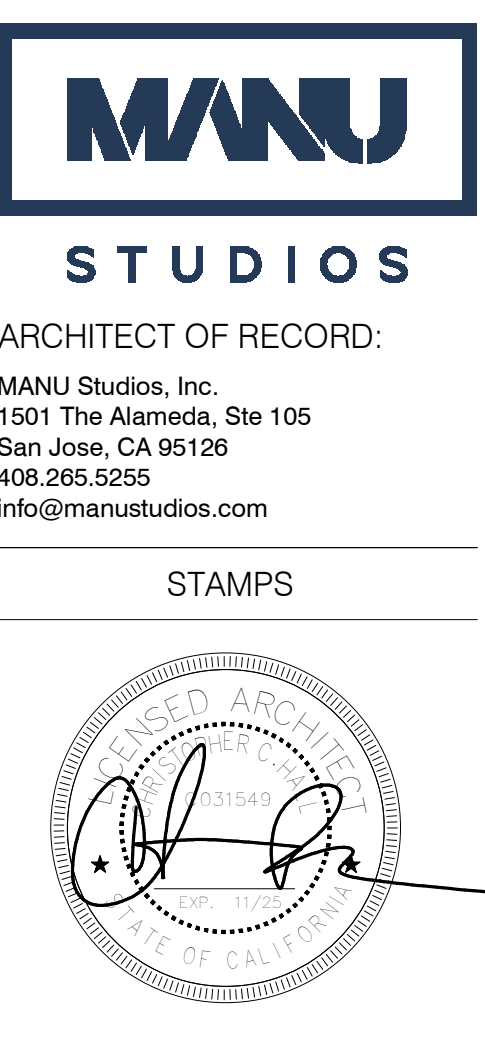 MANU
STUDIOS
ARCHITECT OF RECORD:
MANU Studios, Inc.
1501 The Alameda, Ste 105
San Jose, CA 95126
408.265.5255
info@manustudios.com
STAMPS
LICENSED ARCHITECT
CHRISTOPHER C. HALL
C031549
EXP. 11/25
STATE OF CALIFORNIA